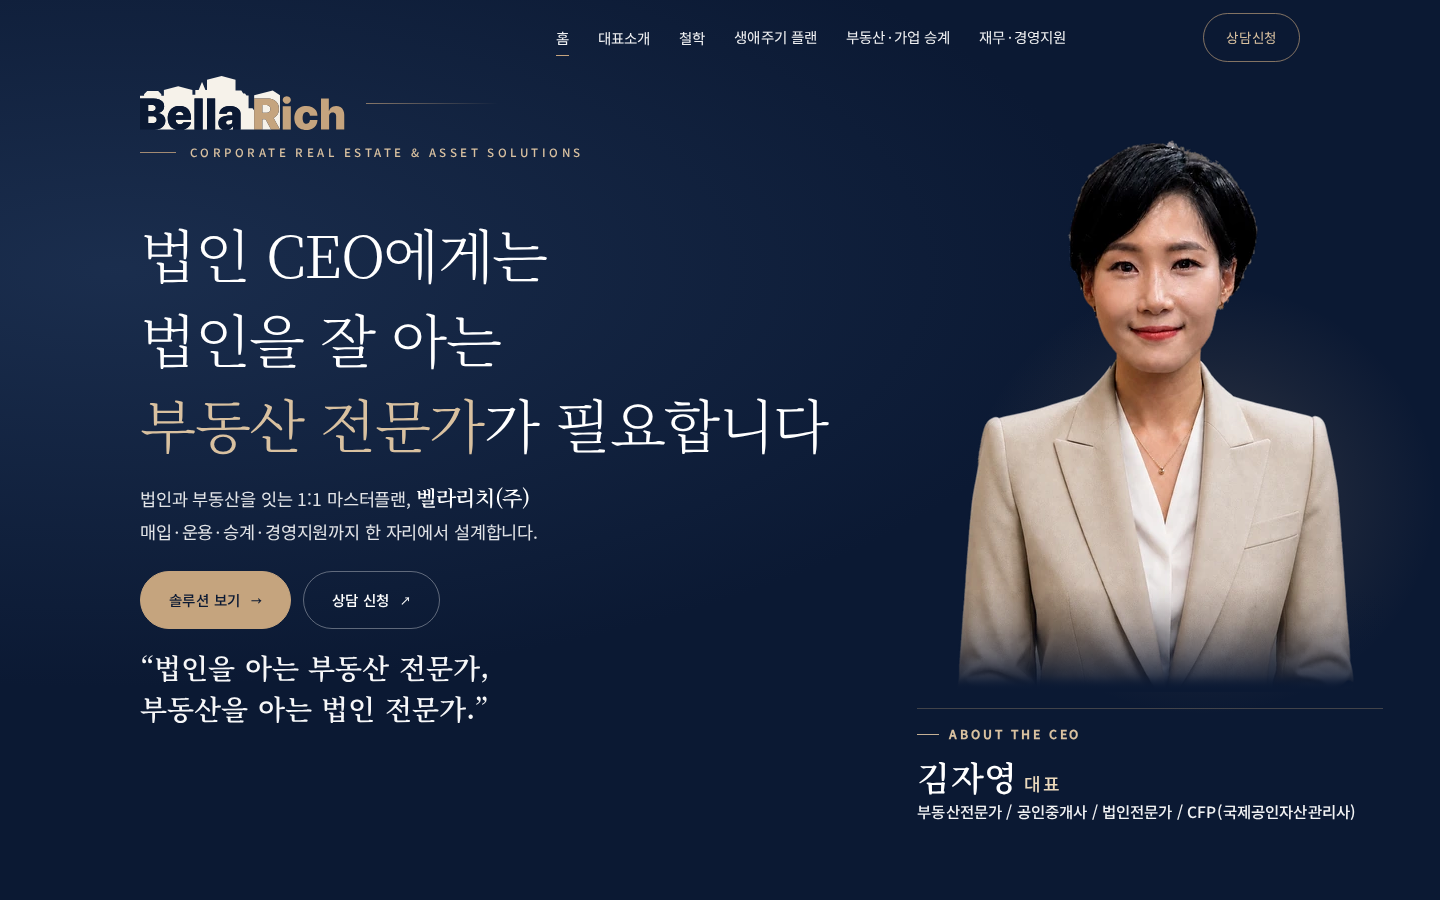 홈
대표소개
철학
생애주기 플랜
부동산·가업 승계
재무·경영지원
상담신청
Bella Rich
CORPORATE REAL ESTATE & ASSET SOLUTIONS
법인 CEO에게는
법인을 잘 아는
부동산 전문가가 필요합니다
법인과 부동산을 잇는 1:1 마스터플랜, 벨라리치(주)
매입·운용·승계·경영지원까지 한 자리에서 설계합니다.
솔루션 보기 →
상담 신청 ↗
“법인을 아는 부동산 전문가,
부동산을 아는 법인 전문가.”
ABOUT THE CEO
김자영 대표
부동산전문가 / 공인중개사 / 법인전문가 / CFP(국제공인자산관리사)